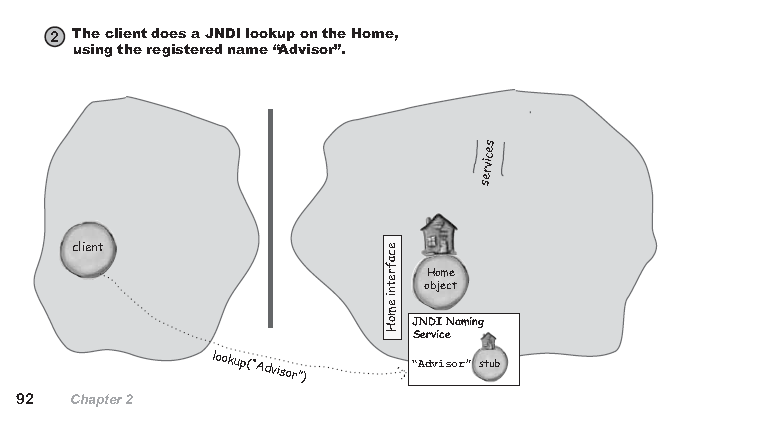 2 The client does a JNDI lookup on the Home,
using the registered name “Advisor”.
services
client
Home interface
Home
object
JNDI Naming
Service
“Advisor”
stub
lookup(“Advisor”)
92 Chapter 2